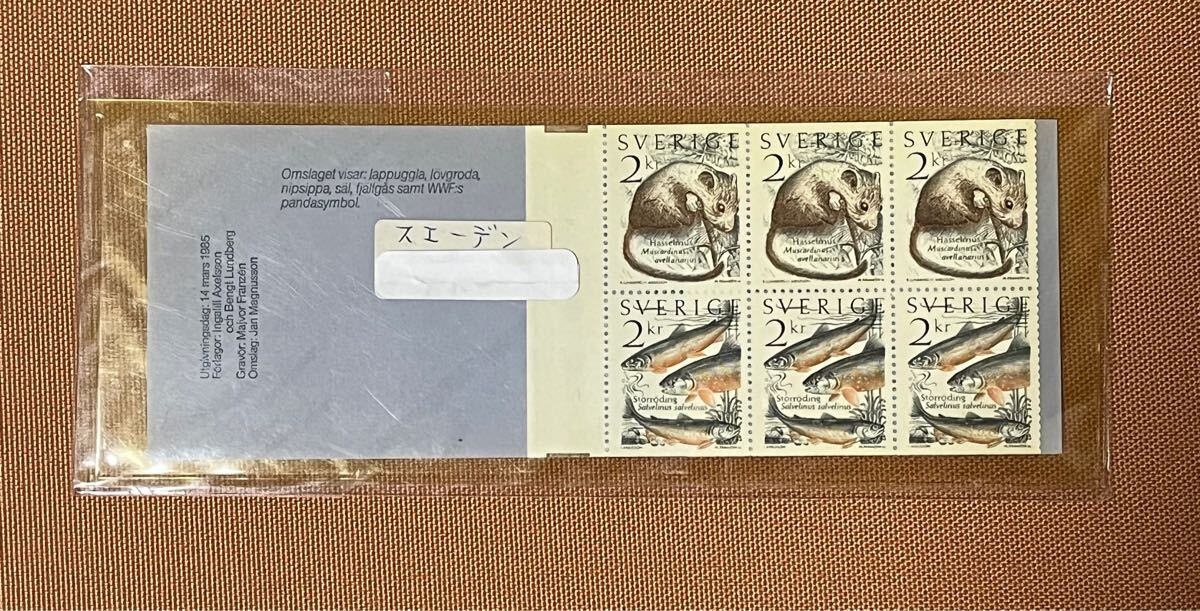 Omslaget visar: lappuggla, lövgroda,
nipsippa, säl, fjällgås samt WWF:s
pandasymbol.
スエーデン
Utgivningsdag: 14 mars 1985
Förlagor: Ingalill Axelsson
och Bengt Lundberg
Gravör: Majvor Franzén
Omslag: Jan Magnusson
SVERIGE
2 kr
Hasselmus
Muscardinus
avellanarius
SVERIGE
2 kr
Hasselmus
Muscardinus
avellanarius
SVERIGE
2 kr
Hasselmus
Muscardinus
avellanarius
SVERIGE
2 kr
Storröding
Salvelinus salvelinus
SVERIGE
2 kr
Storröding
Salvelinus salvelinus
SVERIGE
2 kr
Storröding
Salvelinus salvelinus